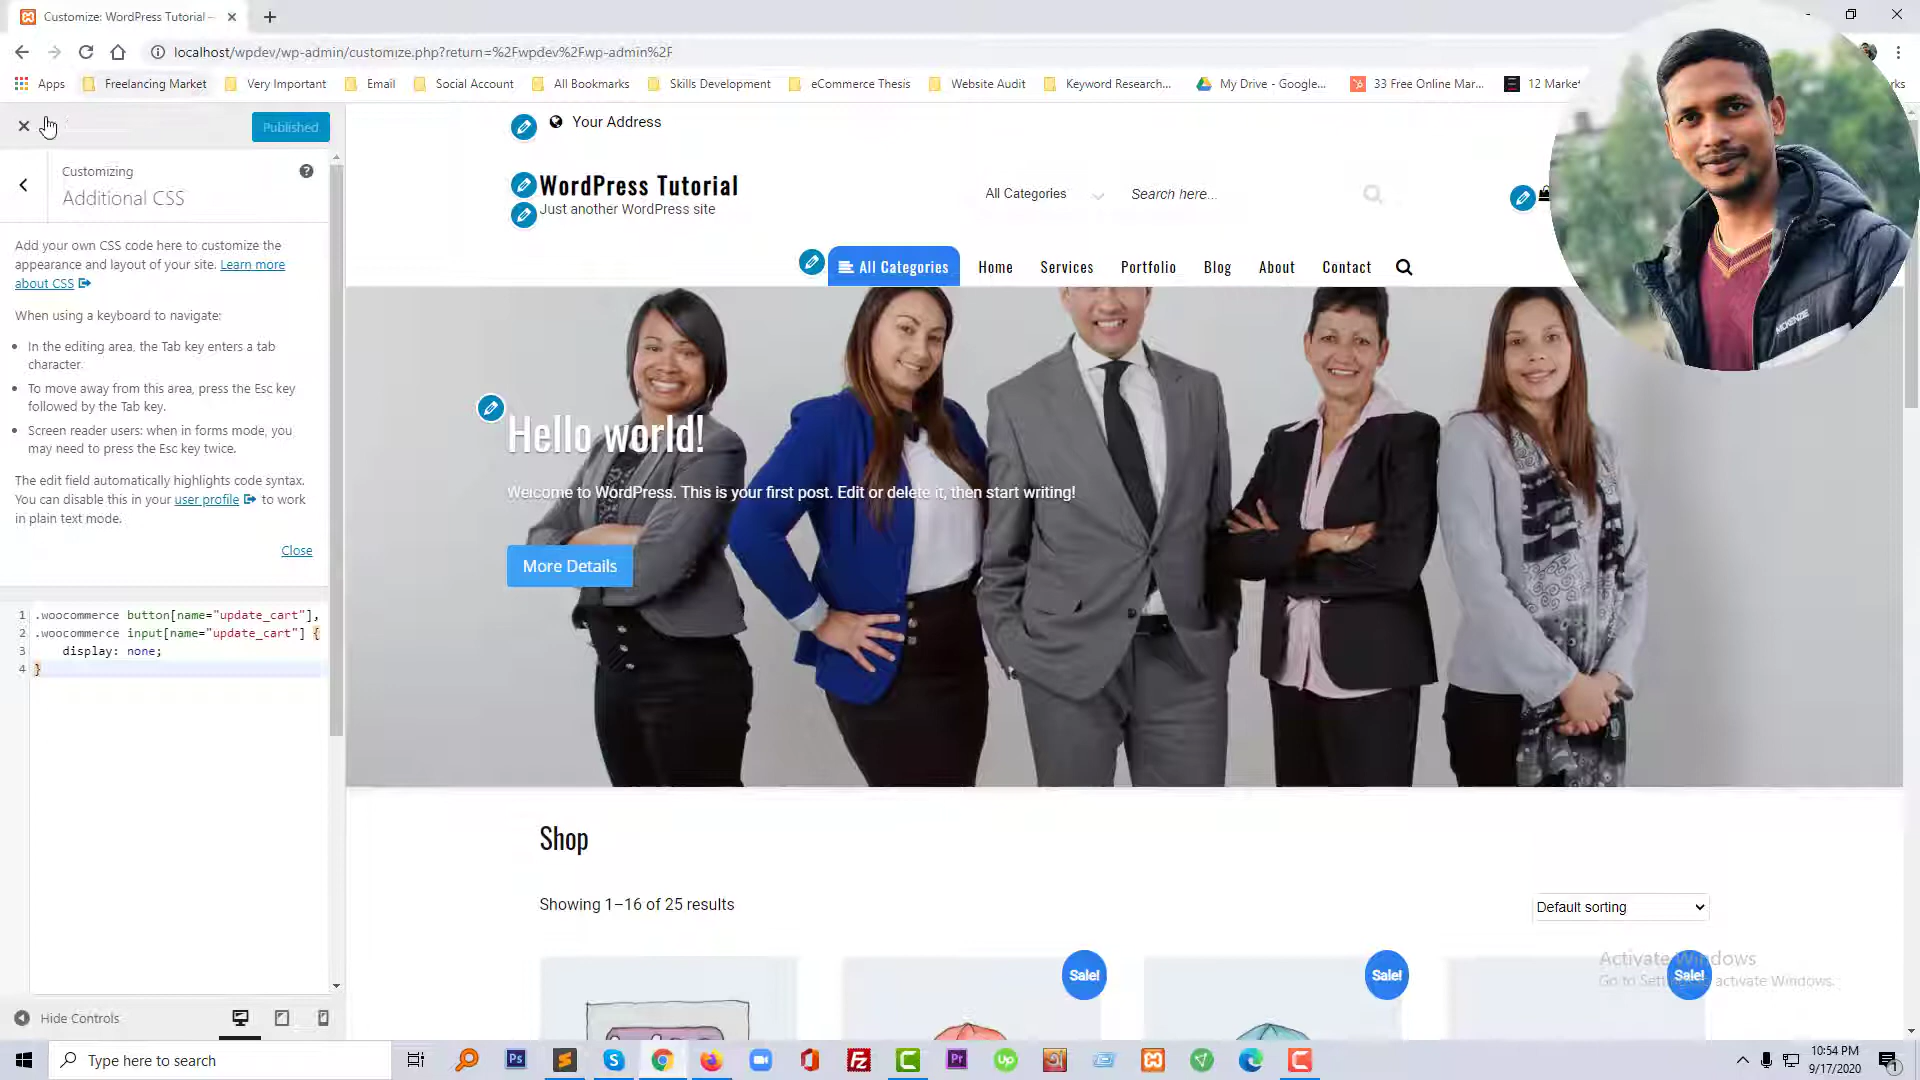 Customize: WordPress Tutorial –
localhost/wpdev/wp-admin/customize.php?return=%2Fwpdev%2Fwp-admin%2F
Apps
Freelancing Market
Very Important
Email
Social Account
All Bookmarks
Skills Development
eCommerce Thesis
Website Audit
Keyword Research...
My Drive - Google...
33 Free Online Mar...
12 Market
Published
Customizing
Additional CSS
Add your own CSS code here to customize the
appearance and layout of your site. Learn more
about CSS
When using a keyboard to navigate:
In the editing area, the Tab key enters a tab
character.
To move away from this area, press the Esc key
followed by the Tab key.
Screen reader users: when in forms mode, you
may need to press the Esc key twice.
The edit field automatically highlights code syntax.
You can disable this in your user profile to work
in plain text mode.
Close
1 .woocommerce button[name="update_cart"],
2 .woocommerce input[name="update_cart"] {
3 display: none;
4 }
Hide Controls
Your Address
WordPress Tutorial
Just another WordPress site
All Categories
Search here...
All Categories
Home
Services
Portfolio
Blog
About
Contact
MCKENZIE
Hello world!
Welcome to WordPress. This is your first post. Edit or delete it, then start writing!
More Details
Shop
Showing 1–16 of 25 results
Default sorting
Sale!
Sale!
Sale!
Activate Windows
Type here to search
10:54 PM
9/17/2020